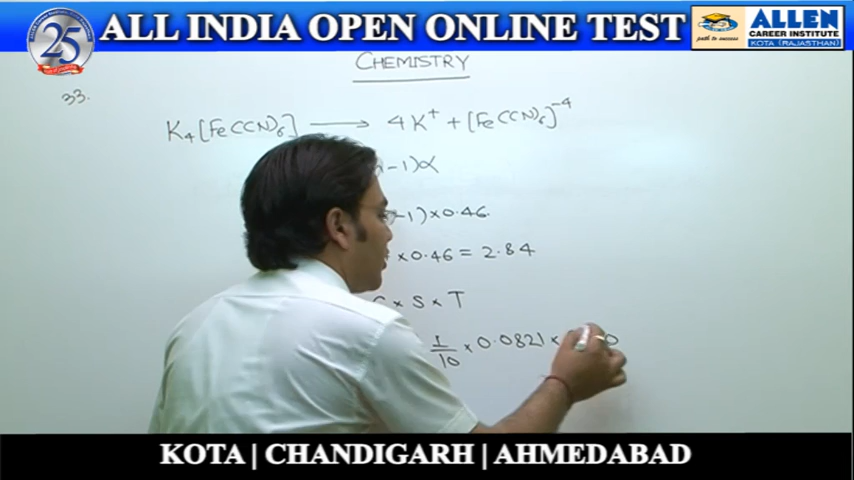 ALL INDIA OPEN ONLINE TEST
25
path to success
ALLEN
CAREER INSTITUTE
KOTA (RAJASTHAN)
CHEMISTRY
33.
K₄[Fe(CN)₆] ⟶ 4K⁺ + [Fe(CN)₆]⁻⁴
-1)α
-1)×0.46.
×0.46 = 2.84
× S × T
1/10 × 0.0821 ×
KOTA | CHANDIGARH | AHMEDABAD